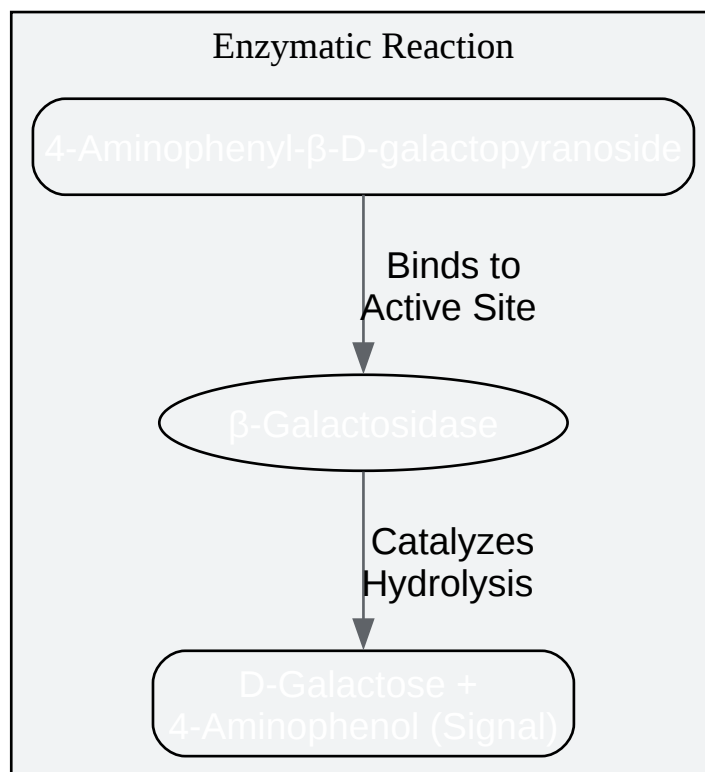 Enzymatic Reaction
4-Aminophenyl-β-D-galactopyranoside
Binds to
Active Site
β-Galactosidase
Catalyzes
Hydrolysis
D-Galactose +
4-Aminophenol (Signal)